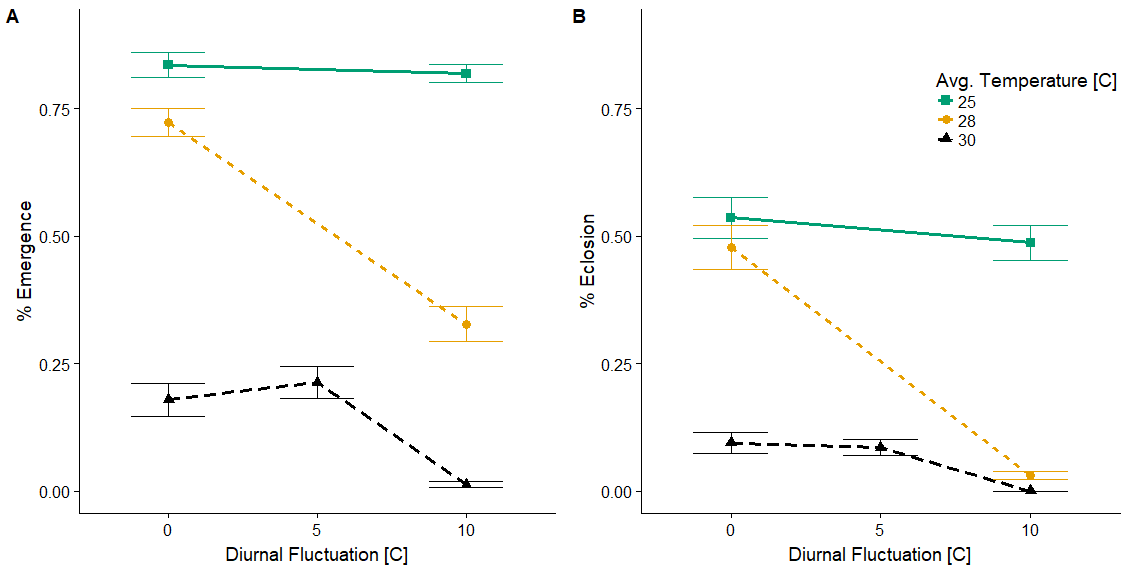 A
% Emergence
0.75
0.50
0.25
0.00
0
5
10
Diurnal Fluctuation [C]
B
% Eclosion
Avg. Temperature [C]
25
28
30
0.75
0.50
0.25
0.00
0
5
10
Diurnal Fluctuation [C]